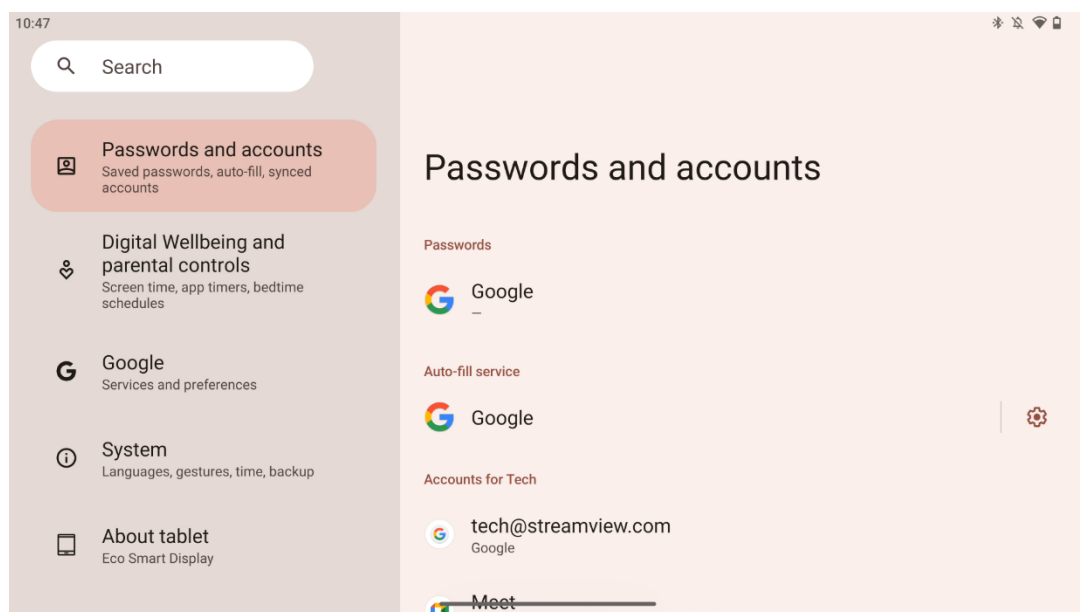 10:47
Search
Passwords and accounts
Saved passwords, auto-fill, synced
accounts
Digital Wellbeing and
parental controls
Screen time, app timers, bedtime
schedules
Google
Services and preferences
System
Languages, gestures, time, backup
About tablet
Eco Smart Display
Passwords and accounts
Passwords
Google
–
Auto-fill service
Google
Accounts for Tech
tech@streamview.com
Google
Meet